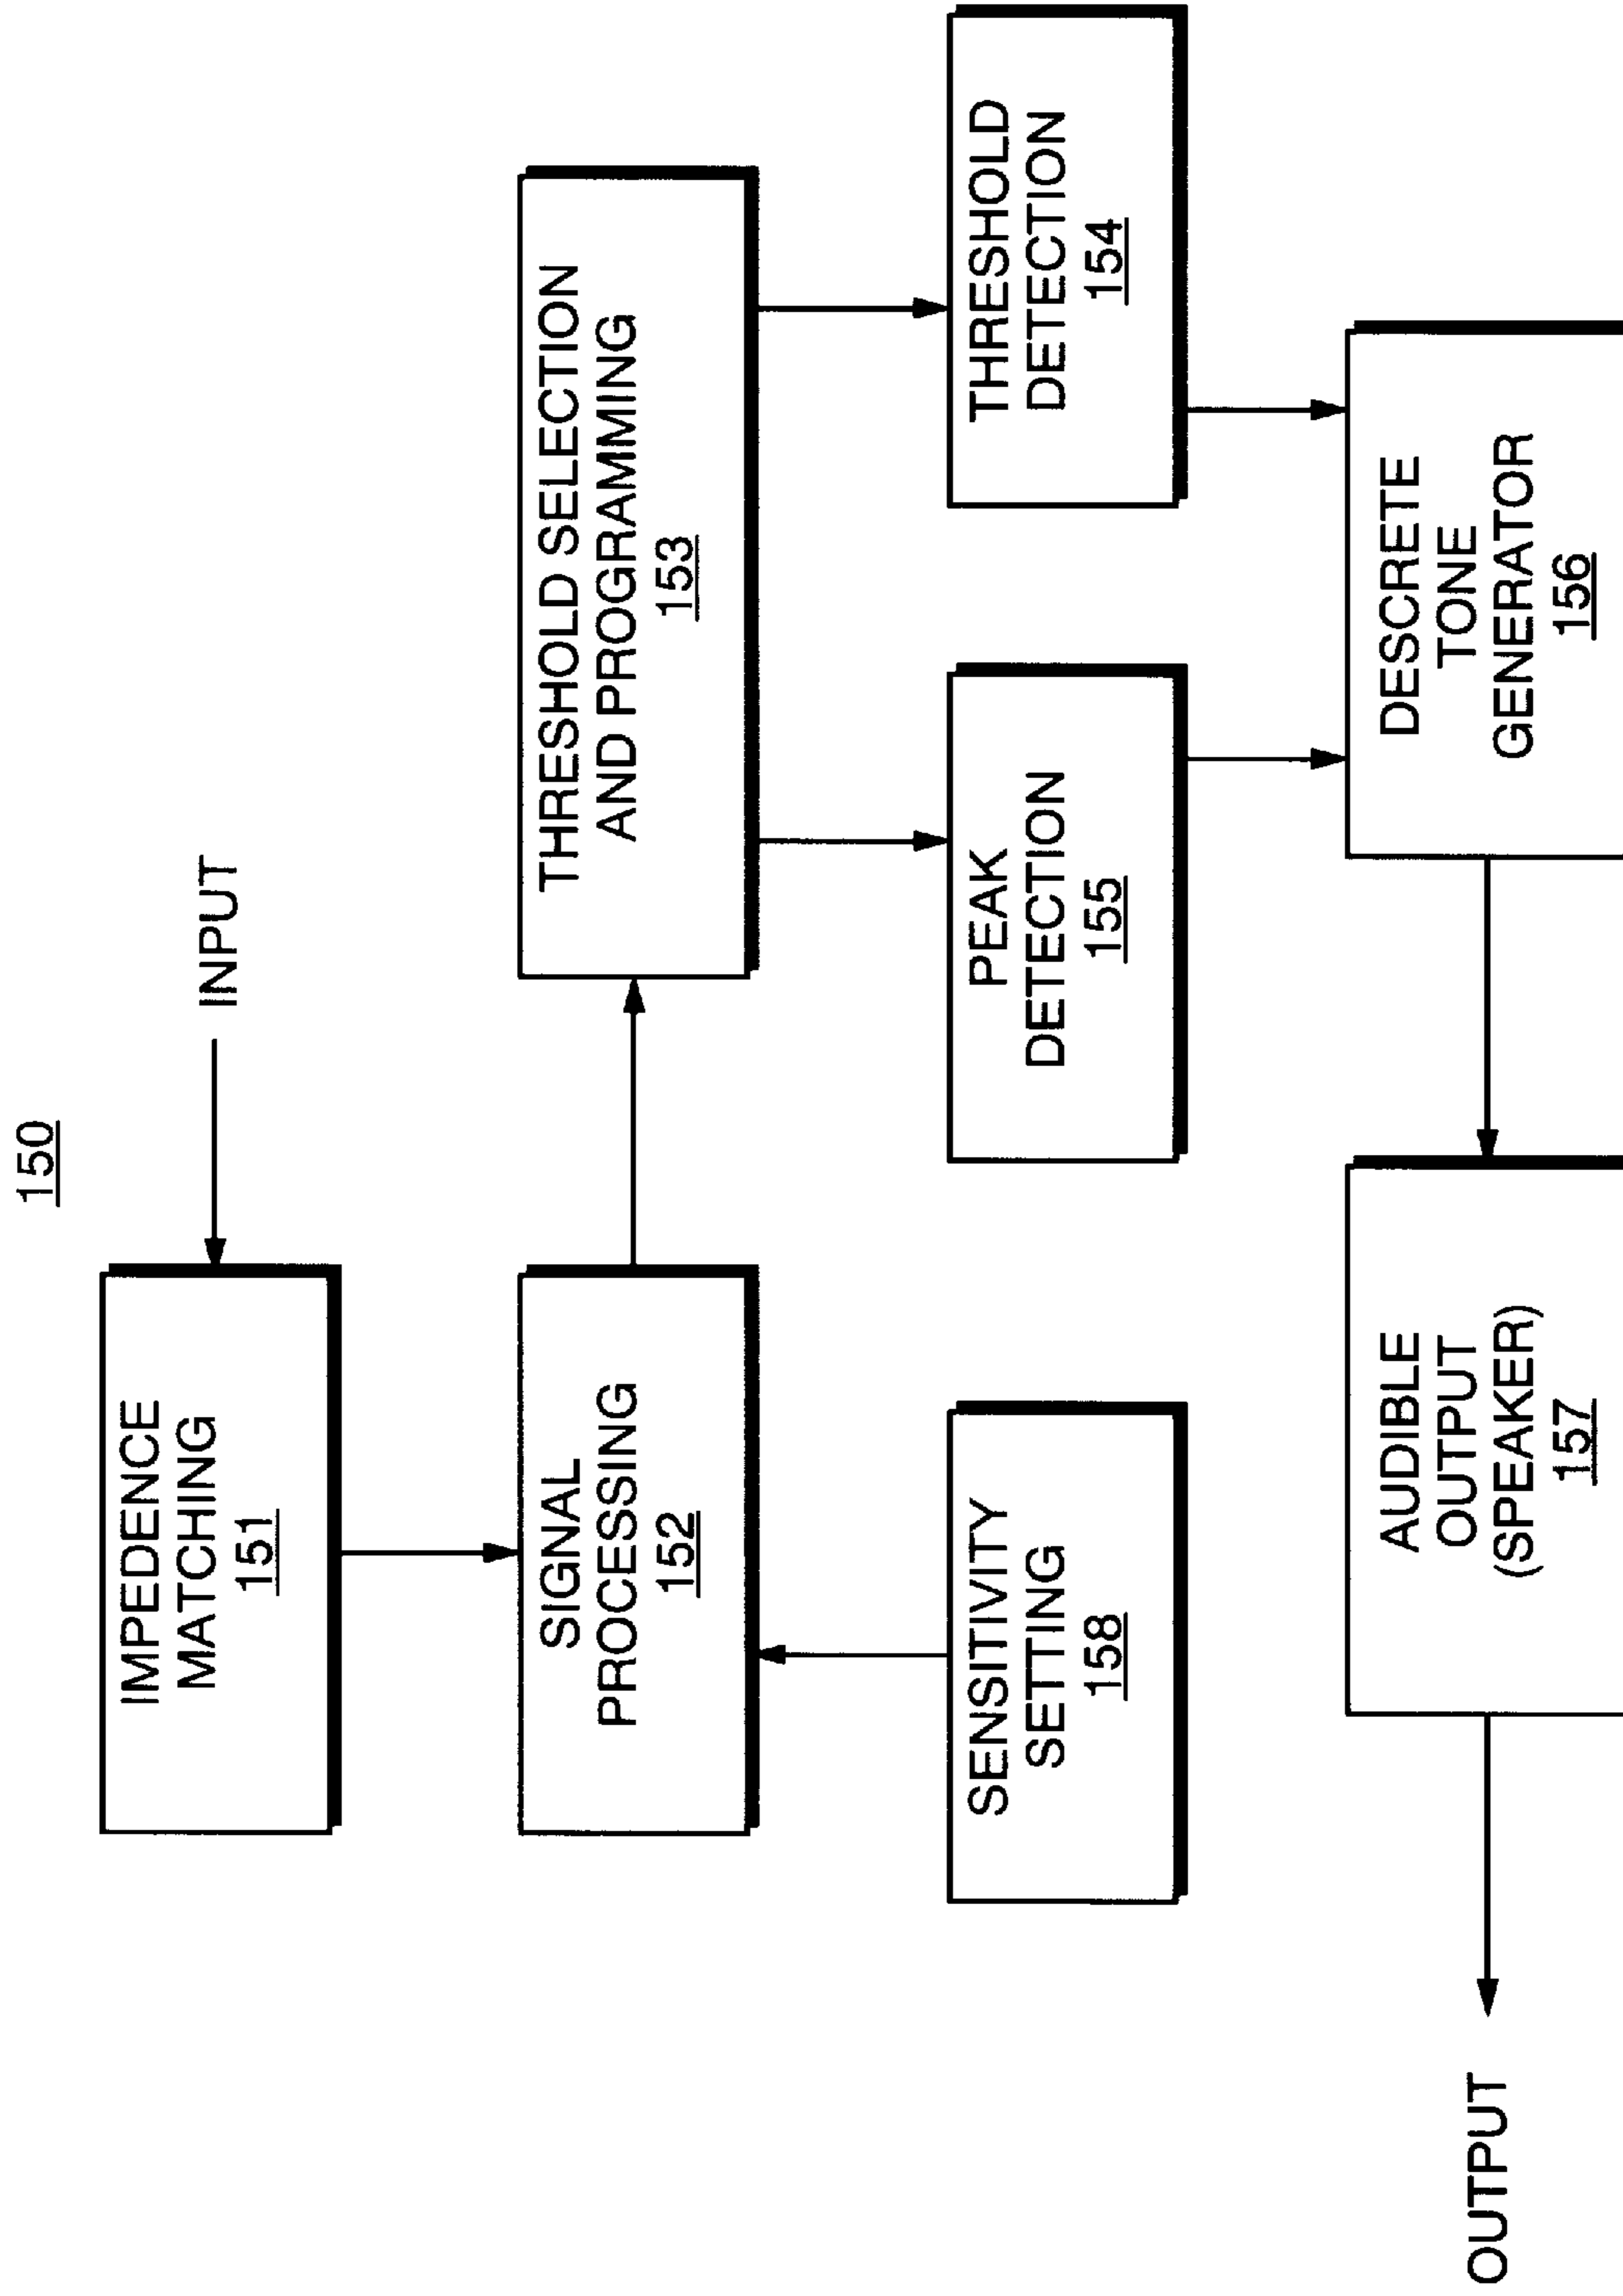 150
INPUT
IMPEDENCE
MATCHING
151
SIGNAL
PROCESSING
152
THRESHOLD SELECTION
AND PROGRAMMING
153
SENSITIVITY
SETTING
158
PEAK
DETECTION
155
THRESHOLD
DETECTION
154
OUTPUT
AUDIBLE
OUTPUT
(SPEAKER)
157
DESCRETE
TONE
GENERATOR
156